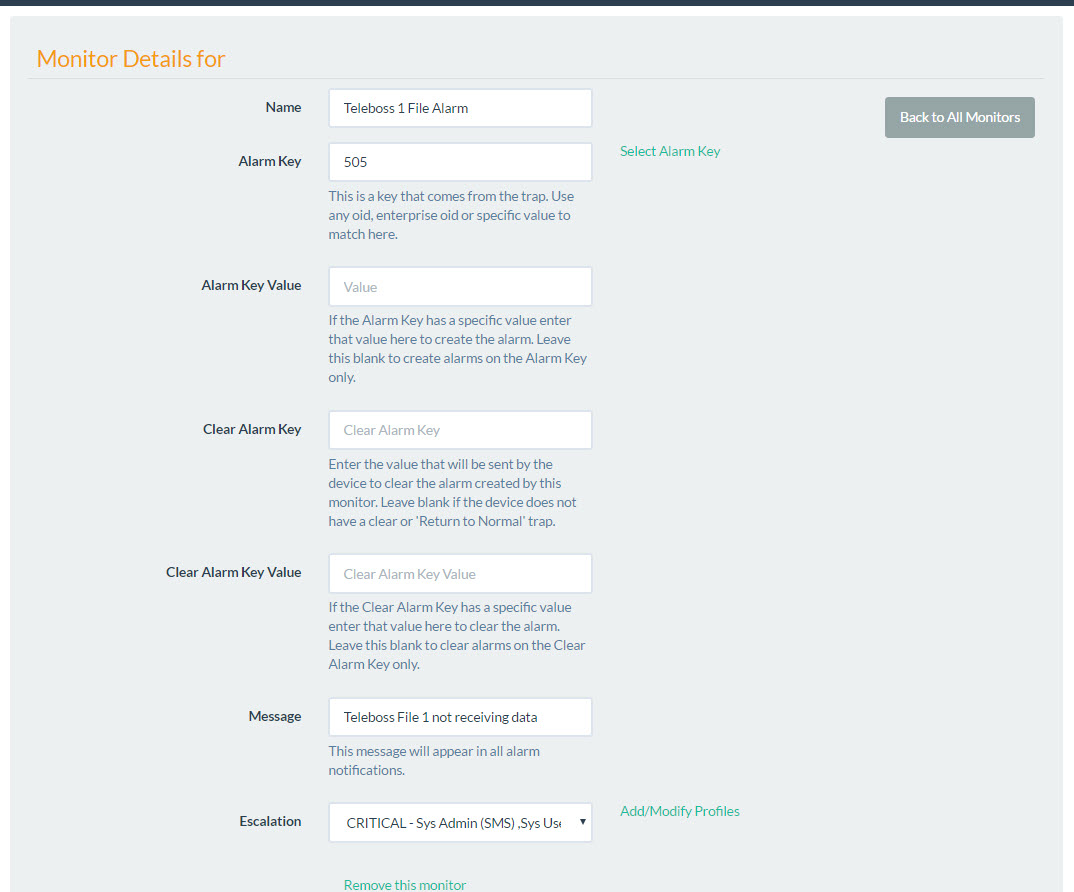 Monitor Details for
Name
Teleboss 1 File Alarm
Back to All Monitors
Alarm Key
505
Select Alarm Key
This is a key that comes from the trap. Use
any oid, enterprise oid or specific value to
match here.
Alarm Key Value
Value
If the Alarm Key has a specific value enter
that value here to create the alarm. Leave
this blank to create alarms on the Alarm Key
only.
Clear Alarm Key
Clear Alarm Key
Enter the value that will be sent by the
device to clear the alarm created by this
monitor. Leave blank if the device does not
have a clear or 'Return to Normal' trap.
Clear Alarm Key Value
Clear Alarm Key Value
If the Clear Alarm Key has a specific value
enter that value here to clear the alarm.
Leave this blank to clear alarms on the Clear
Alarm Key only.
Message
Teleboss File 1 not receiving data
This message will appear in all alarm
notifications.
Escalation
CRITICAL - Sys Admin (SMS) ,Sys Use
Add/Modify Profiles
Remove this monitor